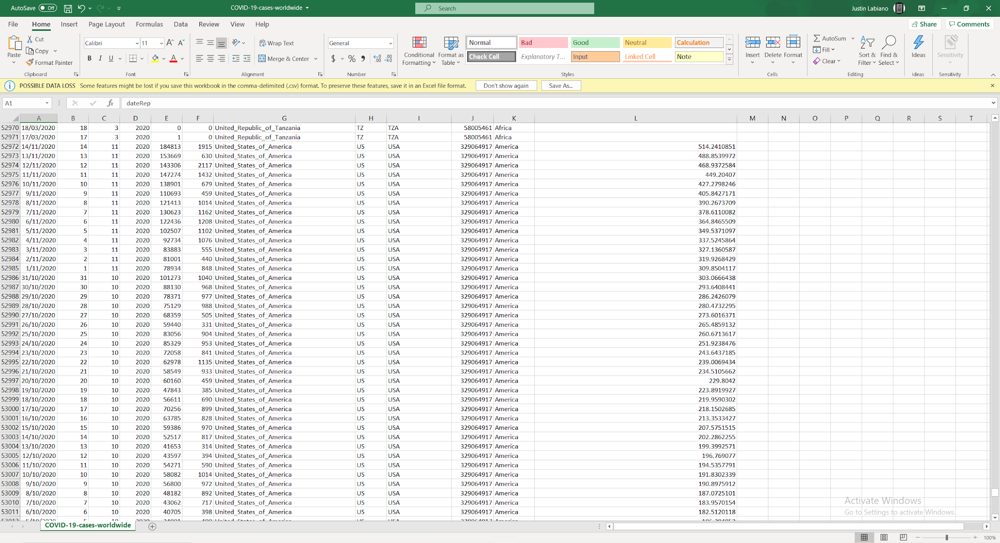 AutoSave Off COVID-19-cases-worldwide Search Justin Labiano
File Home Insert Page Layout Formulas Data Review View Help Share Comments
Paste Cut Copy Format Painter Calibri 11 Wrap Text General Conditional Formatting Format as Table Normal Bad Good Neutral Calculation Insert Delete Format AutoSum Sort & Filter Find & Select Ideas Sensitivity
B I U Merge & Center $ % Check Cell Explanatory T... Input Linked Cell Note Fill Clear
Clipboard Font Alignment Number Styles Cells Editing Ideas Sensitivity
POSSIBLE DATA LOSS Some features might be lost if you save this workbook in the comma-delimited (.csv) format. To preserve these features, save it in an Excel file format. Don't show again Save As...
A1 fx dateRep
A B C D E F G H I J K L M N O P Q R S T
52970 18/03/2020 18 3 2020 0 0 United_Republic_of_Tanzania TZ TZA 58005461 Africa
52971 17/03/2020 17 3 2020 1 0 United_Republic_of_Tanzania TZ TZA 58005461 Africa
52972 14/11/2020 14 11 2020 184813 1915 United_States_of_America US USA 329064917 America 514.2410851
52973 13/11/2020 13 11 2020 153669 630 United_States_of_America US USA 329064917 America 488.8539972
52974 12/11/2020 12 11 2020 143306 2117 United_States_of_America US USA 329064917 America 468.9372584
52975 11/11/2020 11 11 2020 147274 1432 United_States_of_America US USA 329064917 America 449.20407
52976 10/11/2020 10 11 2020 138901 679 United_States_of_America US USA 329064917 America 427.2798246
52977 9/11/2020 9 11 2020 110693 459 United_States_of_America US USA 329064917 America 405.8427171
52978 8/11/2020 8 11 2020 121413 1014 United_States_of_America US USA 329064917 America 390.2673709
52979 7/11/2020 7 11 2020 130623 1162 United_States_of_America US USA 329064917 America 378.6110082
52980 6/11/2020 6 11 2020 122436 1208 United_States_of_America US USA 329064917 America 364.8465509
52981 5/11/2020 5 11 2020 102507 1102 United_States_of_America US USA 329064917 America 349.5371097
52982 4/11/2020 4 11 2020 92734 1076 United_States_of_America US USA 329064917 America 337.5245864
52983 3/11/2020 3 11 2020 83883 555 United_States_of_America US USA 329064917 America 327.1360587
52984 2/11/2020 2 11 2020 81001 440 United_States_of_America US USA 329064917 America 319.9268429
52985 1/11/2020 1 11 2020 78934 848 United_States_of_America US USA 329064917 America 309.8504117
52986 31/10/2020 31 10 2020 101273 1040 United_States_of_America US USA 329064917 America 303.0666438
52987 30/10/2020 30 10 2020 88130 968 United_States_of_America US USA 329064917 America 293.6408441
52988 29/10/2020 29 10 2020 78371 977 United_States_of_America US USA 329064917 America 286.2426079
52989 28/10/2020 28 10 2020 75129 988 United_States_of_America US USA 329064917 America 280.4732295
52990 27/10/2020 27 10 2020 68359 505 United_States_of_America US USA 329064917 America 273.6016371
52991 26/10/2020 26 10 2020 59440 331 United_States_of_America US USA 329064917 America 265.4859132
52992 25/10/2020 25 10 2020 83056 904 United_States_of_America US USA 329064917 America 260.6713617
52993 24/10/2020 24 10 2020 85329 953 United_States_of_America US USA 329064917 America 251.9238476
52994 23/10/2020 23 10 2020 72058 841 United_States_of_America US USA 329064917 America 243.6437185
52995 22/10/2020 22 10 2020 62978 1135 United_States_of_America US USA 329064917 America 239.0069434
52996 21/10/2020 21 10 2020 58549 933 United_States_of_America US USA 329064917 America 234.5105662
52997 20/10/2020 20 10 2020 60160 459 United_States_of_America US USA 329064917 America 229.8042
52998 19/10/2020 19 10 2020 47843 385 United_States_of_America US USA 329064917 America 223.8919927
52999 18/10/2020 18 10 2020 56611 690 United_States_of_America US USA 329064917 America 219.9590302
53000 17/10/2020 17 10 2020 70256 899 United_States_of_America US USA 329064917 America 218.1502685
53001 16/10/2020 16 10 2020 63785 828 United_States_of_America US USA 329064917 America 213.3533427
53002 15/10/2020 15 10 2020 59386 970 United_States_of_America US USA 329064917 America 207.5751515
53003 14/10/2020 14 10 2020 52517 817 United_States_of_America US USA 329064917 America 202.2862255
53004 13/10/2020 13 10 2020 41653 314 United_States_of_America US USA 329064917 America 199.3992571
53005 12/10/2020 12 10 2020 43597 394 United_States_of_America US USA 329064917 America 196.769077
53006 11/10/2020 11 10 2020 54271 590 United_States_of_America US USA 329064917 America 194.5357791
53007 10/10/2020 10 10 2020 58082 1014 United_States_of_America US USA 329064917 America 191.8302339
53008 9/10/2020 9 10 2020 56800 972 United_States_of_America US USA 329064917 America 190.8975912
53009 8/10/2020 8 10 2020 48182 892 United_States_of_America US USA 329064917 America 187.0725101
53010 7/10/2020 7 10 2020 43062 717 United_States_of_America US USA 329064917 America 183.9570154
53011 6/10/2020 6 10 2020 40705 398 United_States_of_America US USA 329064917 America 182.5120118
Activate Windows
Go to Settings to activate Windows.
COVID-19-cases-worldwide
100%